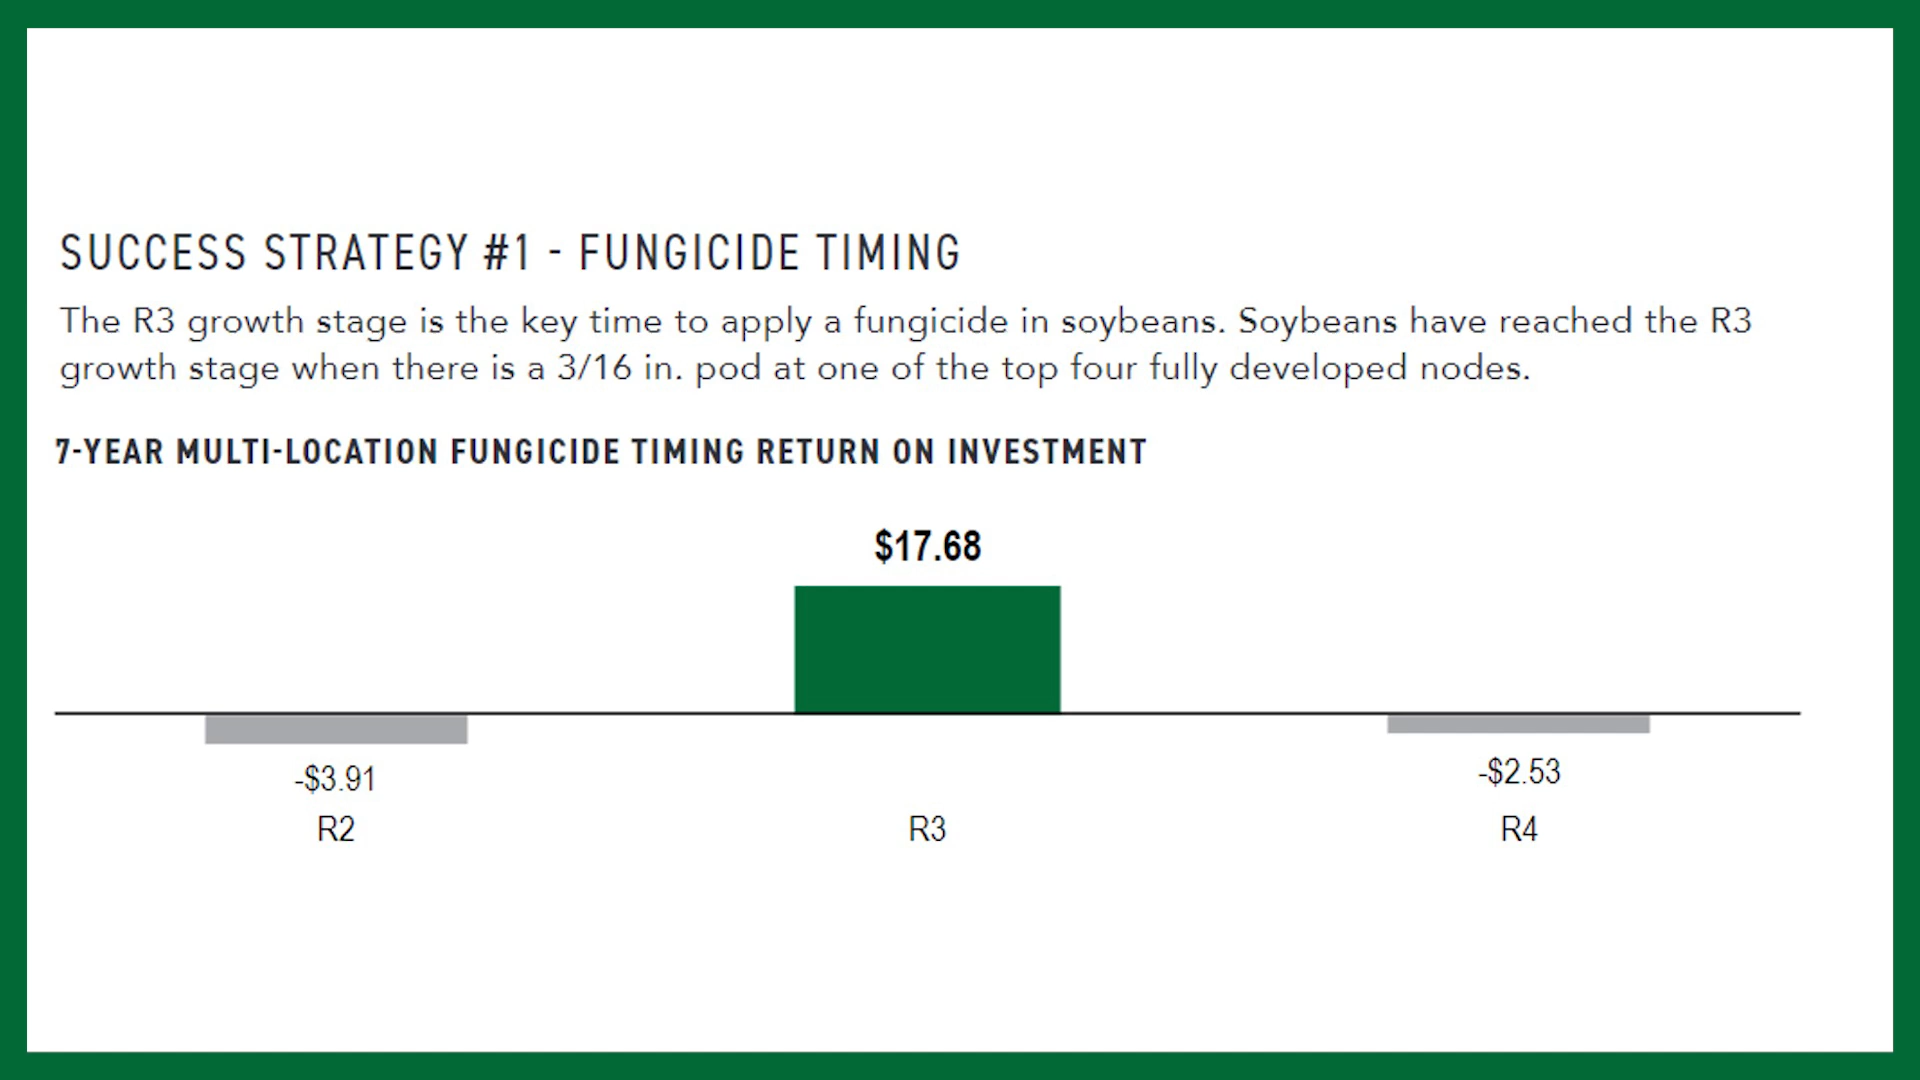 SUCCESS STRATEGY #1 - FUNGICIDE TIMING
The R3 growth stage is the key time to apply a fungicide in soybeans. Soybeans have reached the R3
growth stage when there is a 3/16 in. pod at one of the top four fully developed nodes.
7-YEAR MULTI-LOCATION FUNGICIDE TIMING RETURN ON INVESTMENT
$17.68
-$3.91
-$2.53
R2
R3
R4